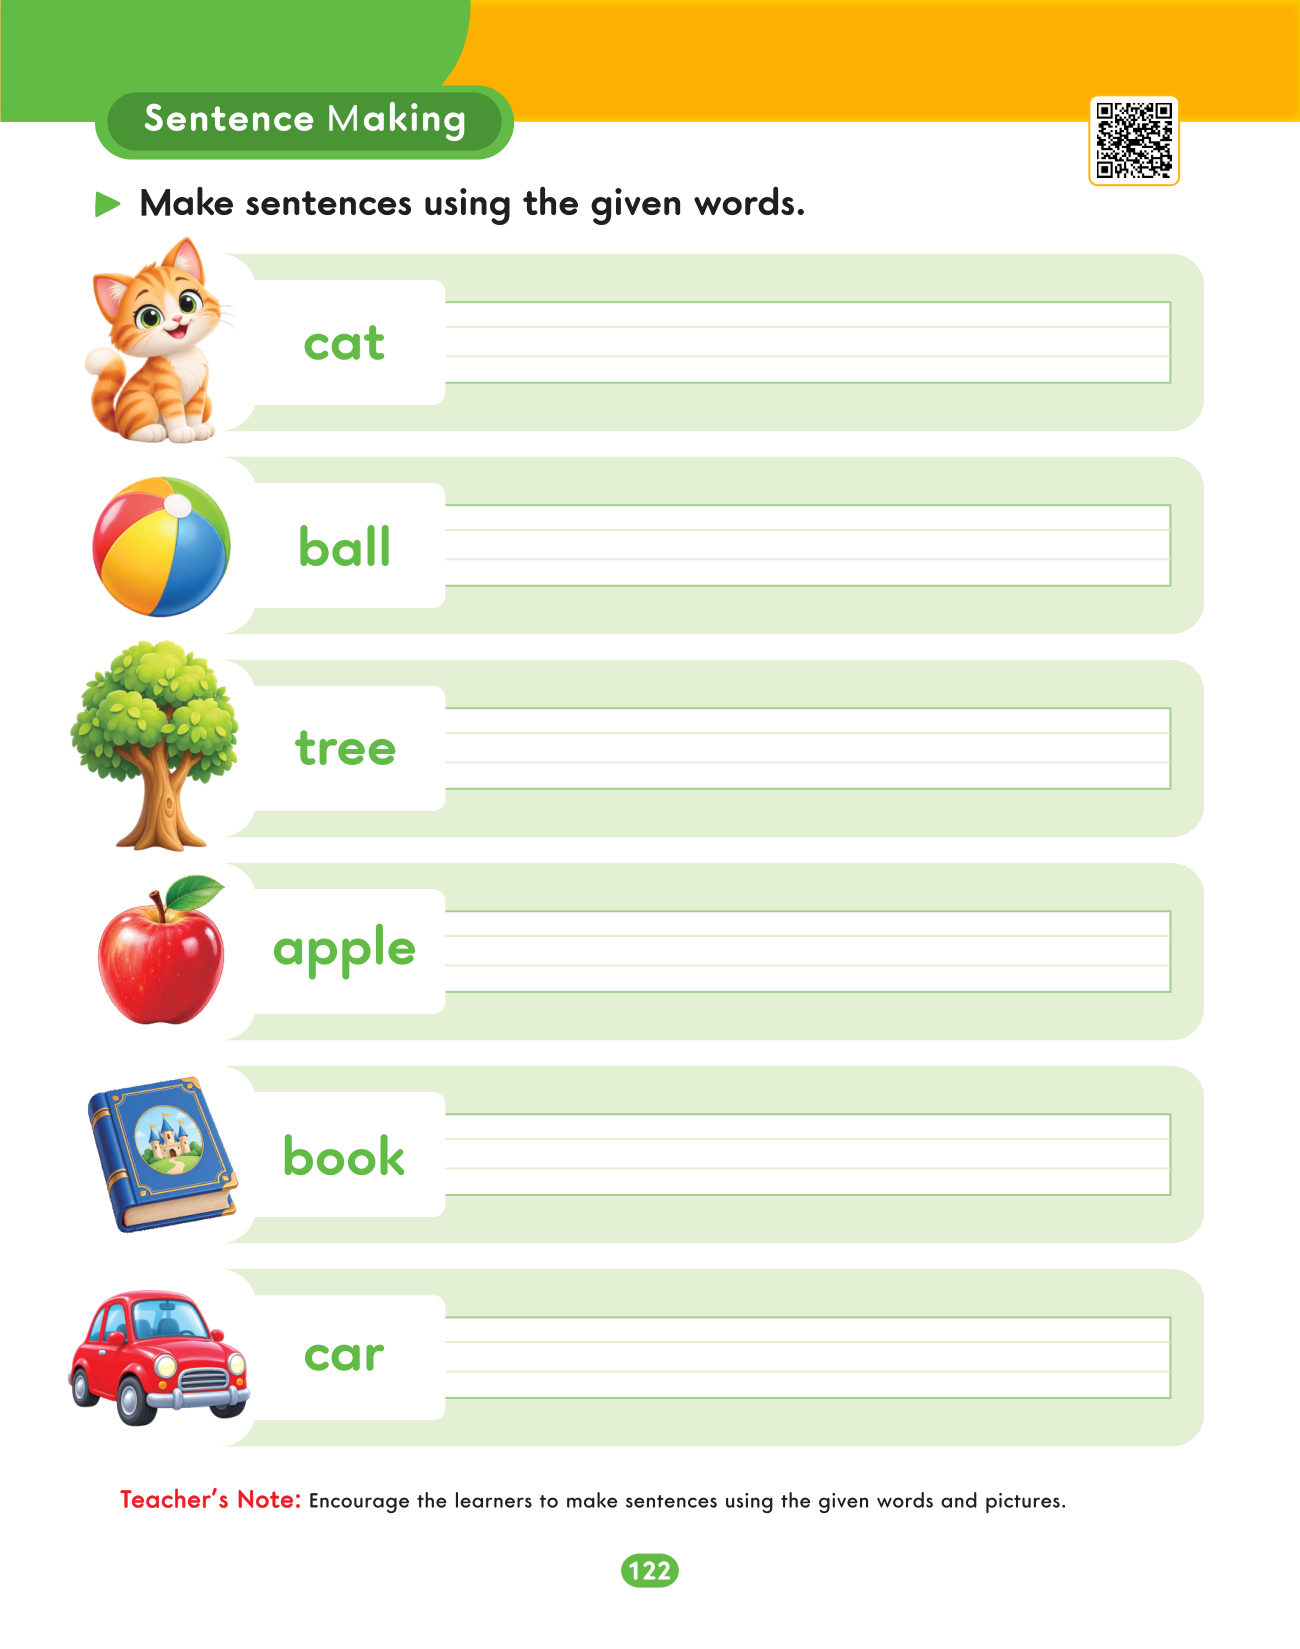 Sentence Making
Make sentences using the given words.
cat
ball
tree
apple
book
car
Teacher's Note: Encourage the learners to make sentences using the given words and pictures.
122